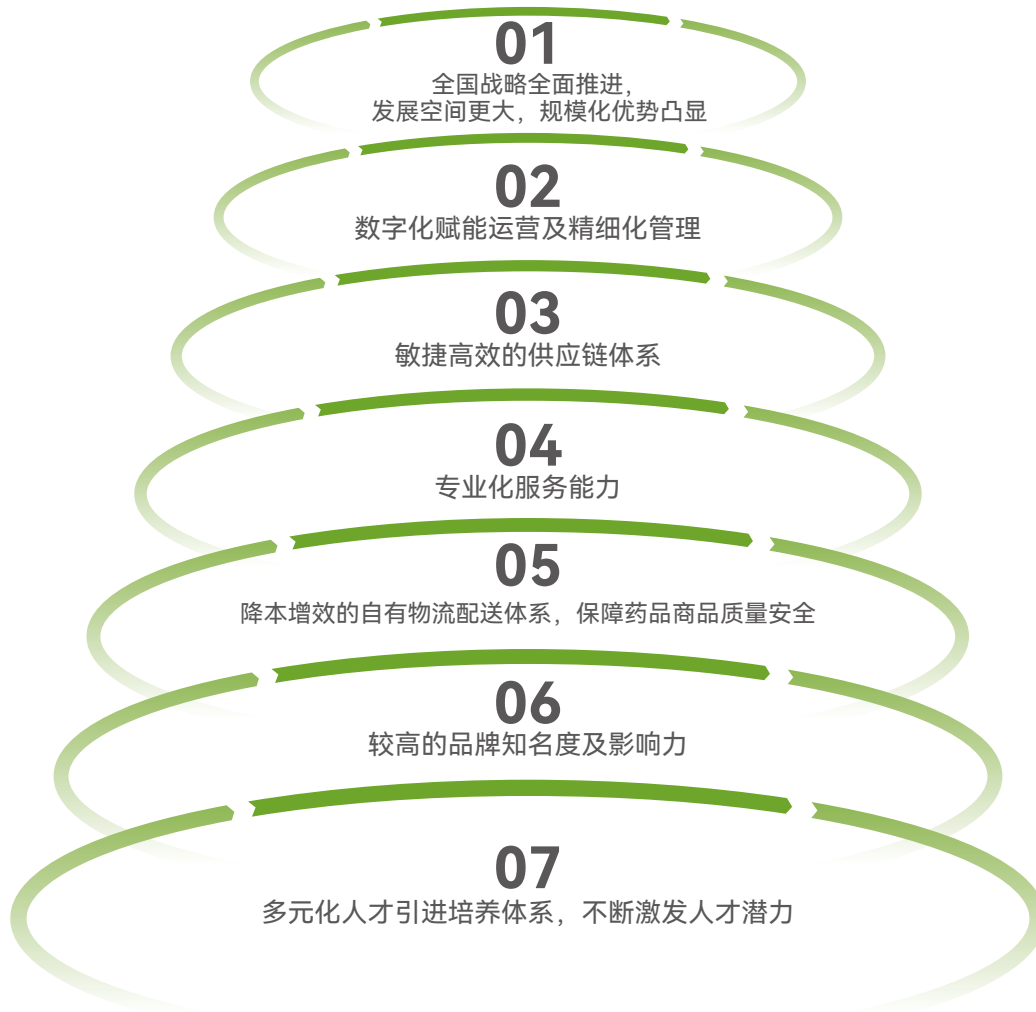 01
全国战略全面推进，
发展空间更大，规模化优势凸显
02
数字化赋能运营及精细化管理
03
敏捷高效的供应链体系
04
专业化服务能力
05
降本增效的自有物流配送体系，保障药品商品质量安全
06
较高的品牌知名度及影响力
07
多元化人才引进培养体系，不断激发人才潜力